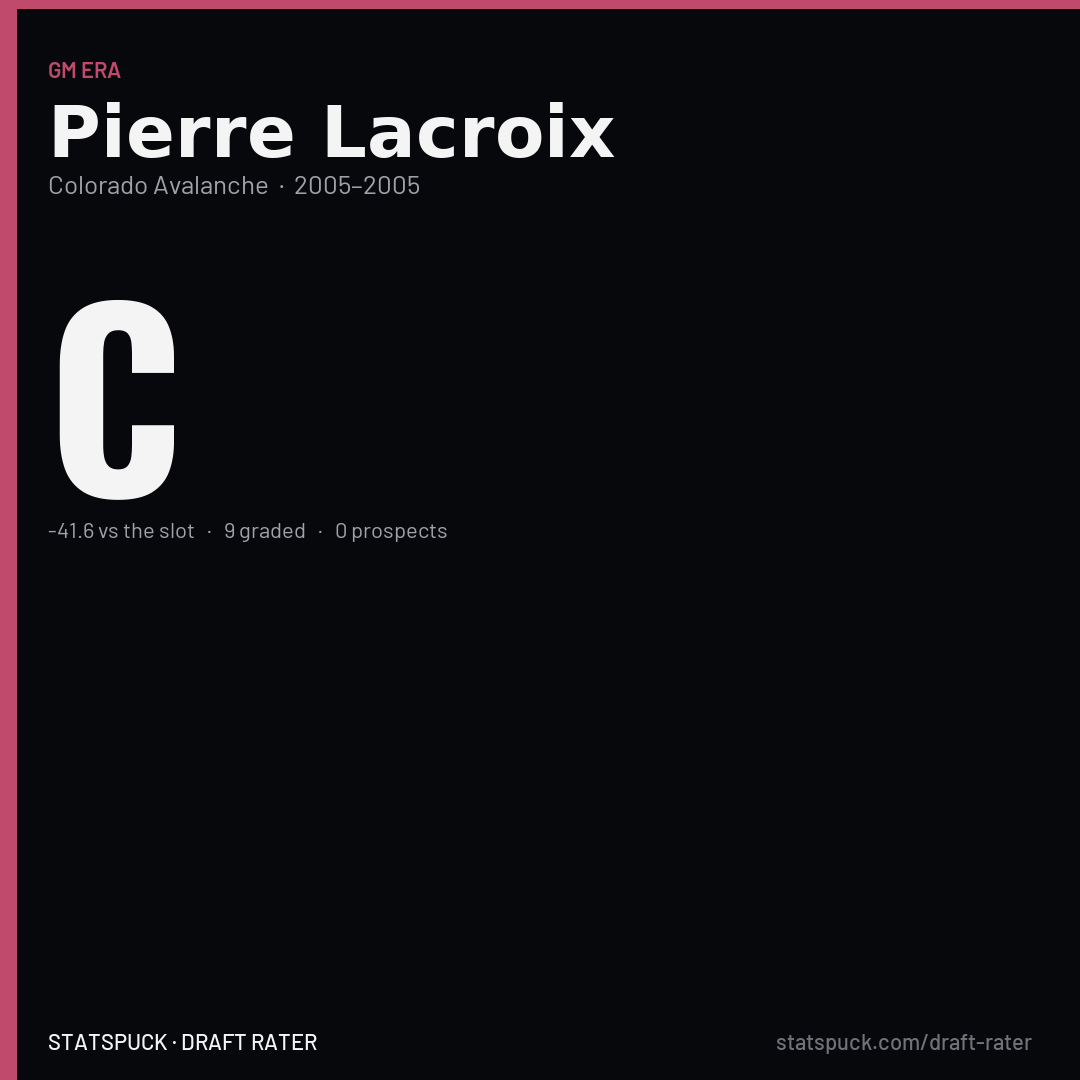 GM ERA
Pierre Lacroix
Colorado Avalanche · 2005–2005
C
-41.6 vs the slot · 9 graded · 0 prospects
STATSPUCK · DRAFT RATER
statspuck.com/draft-rater